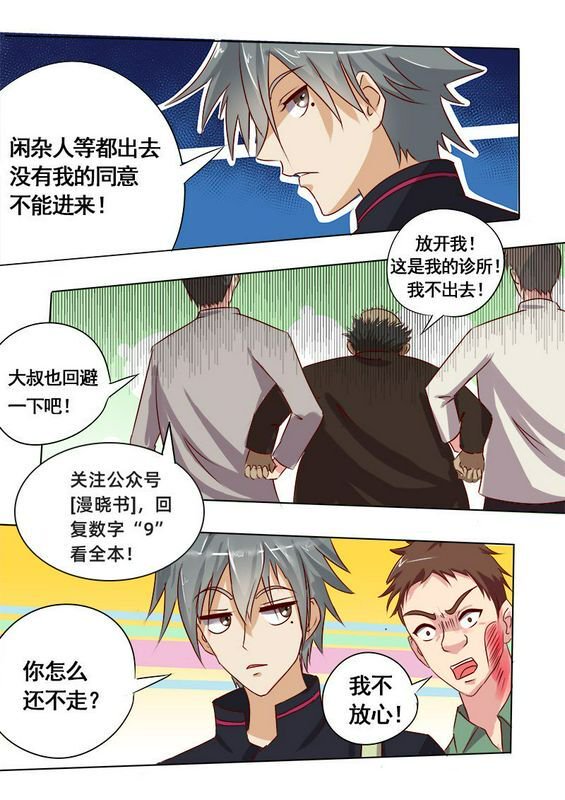 闲杂人等都出去
没有我的同意
不能进来！
放开我！
这是我的诊所！
我不出去！
大叔也回避
一下吧！
关注公众号
[漫晓书]，回
复数字“9”
看全本！
你怎么
还不走？
我不
放心！